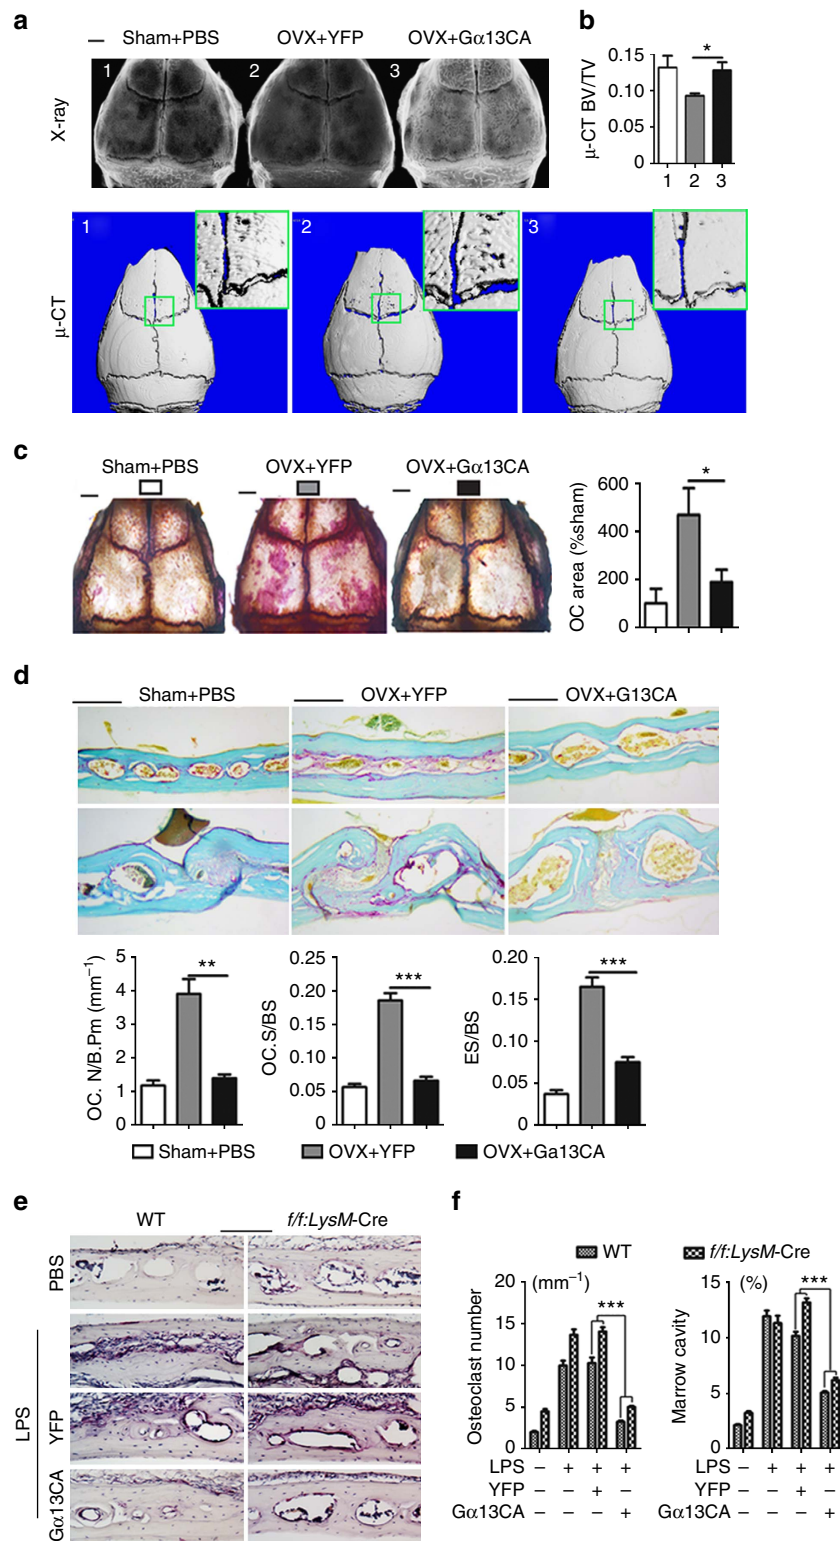 a
Sham+PBS OVX+YFP OVX+Gα13CA
X-ray
1 2 3
b
*
μ-CT BV/TV
0.15
0.10
0.05
0
1 2 3
μ-CT
1 2 3
c
Sham+PBS OVX+YFP OVX+Gα13CA
OC area (%sham)
600
400
200
0
*
d
Sham+PBS OVX+YFP OVX+G13CA
OC. N/B.Pm (mm⁻¹)
5
4
3
2
1
0
**
OC.S/BS
0.25
0.20
0.15
0.10
0.05
0
***
ES/BS
0.20
0.15
0.10
0.05
0.00
***
Sham+PBS OVX+YFP OVX+Ga13CA
e
WT f/f:LysM-Cre
PBS
LPS
YFP
Gα13CA
f
WT f/f:LysM-Cre
Osteoclast number
20
15
10
5
0
(mm⁻¹)
***
Marrow cavity
15
10
5
0
(%)
***
LPS – + + + – + + +
YFP – – + – – – + –
Gα13CA – – – + – – – +